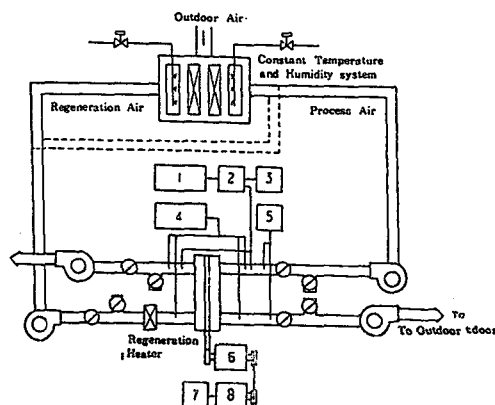 Outdoor Air
Constant Temperature
and Humidity system
Regeneration Air
Process Air
1
2
3
4
5
To
To Outdoor tdoor
Regeneration
Heater
6
7
8